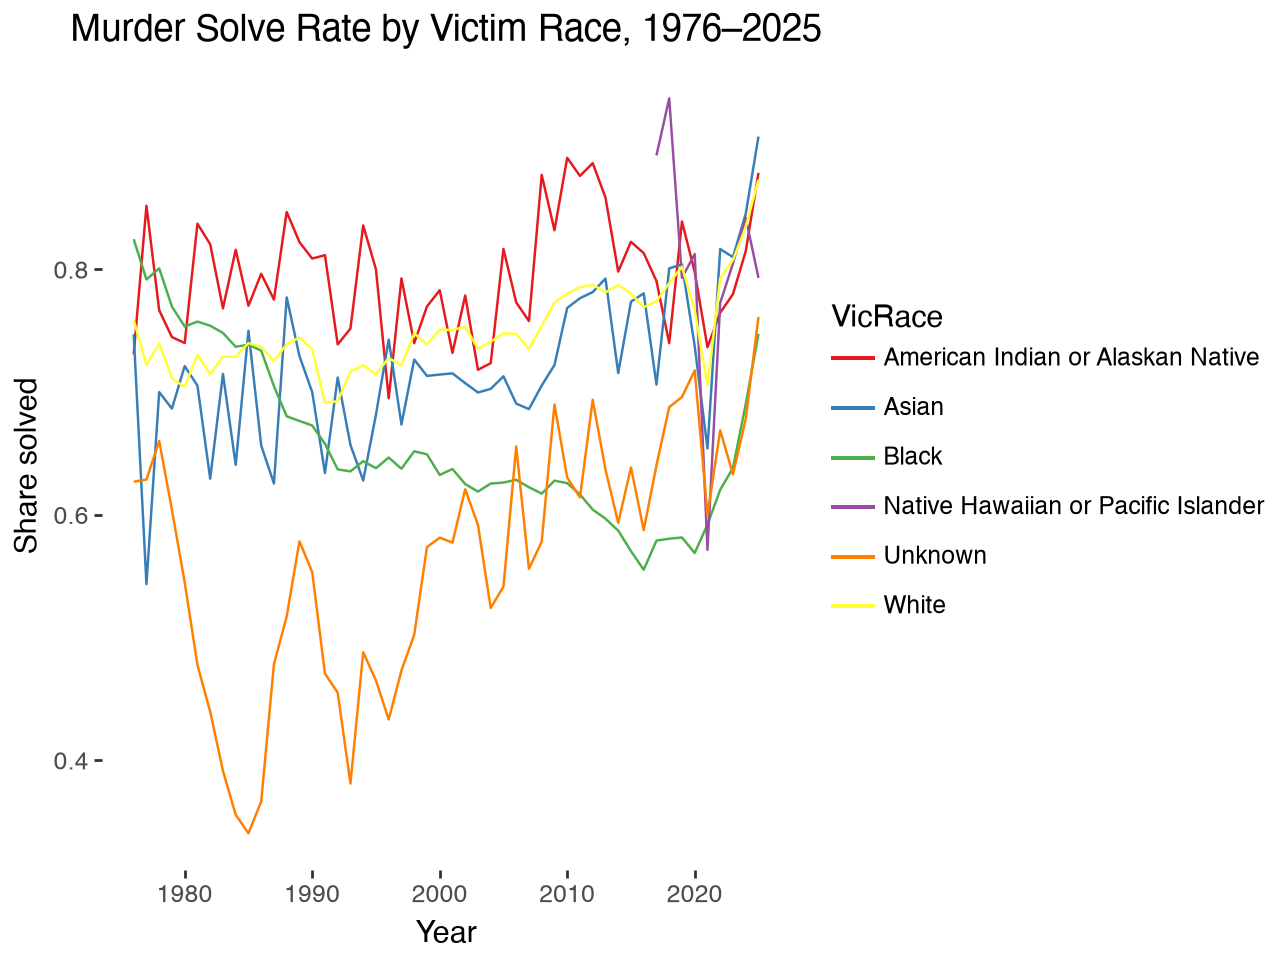 Murder Solve Rate by Victim Race, 1976–2025
Share solved
0.8
0.6
0.4
1980
1990
2000
2010
2020
Year
VicRace
American Indian or Alaskan Native
Asian
Black
Native Hawaiian or Pacific Islander
Unknown
White